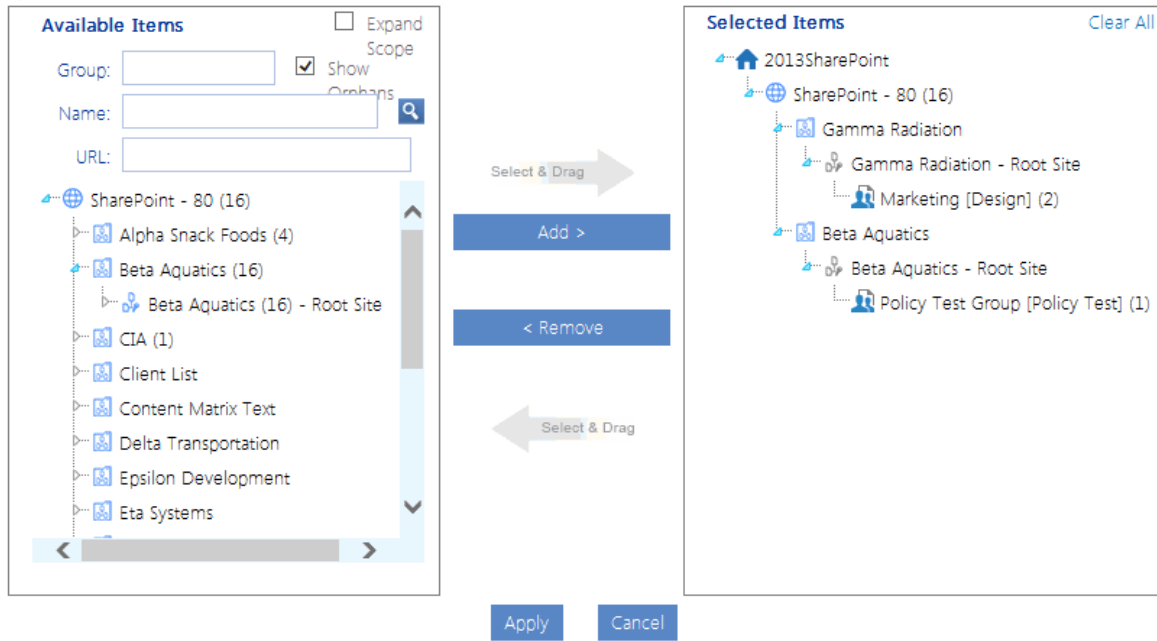 Available Items
Expand
Scope
Group:
Show
Orphans
Name:
URL:
SharePoint - 80 (16)
Alpha Snack Foods (4)
Beta Aquatics (16)
Beta Aquatics (16) - Root Site
CIA (1)
Client List
Content Matrix Text
Delta Transportation
Epsilon Development
Eta Systems
Select & Drag
Add >
< Remove
Select & Drag
Selected Items
Clear All
2013SharePoint
SharePoint - 80 (16)
Gamma Radiation
Gamma Radiation - Root Site
Marketing [Design] (2)
Beta Aquatics
Beta Aquatics - Root Site
Policy Test Group [Policy Test] (1)
Apply
Cancel